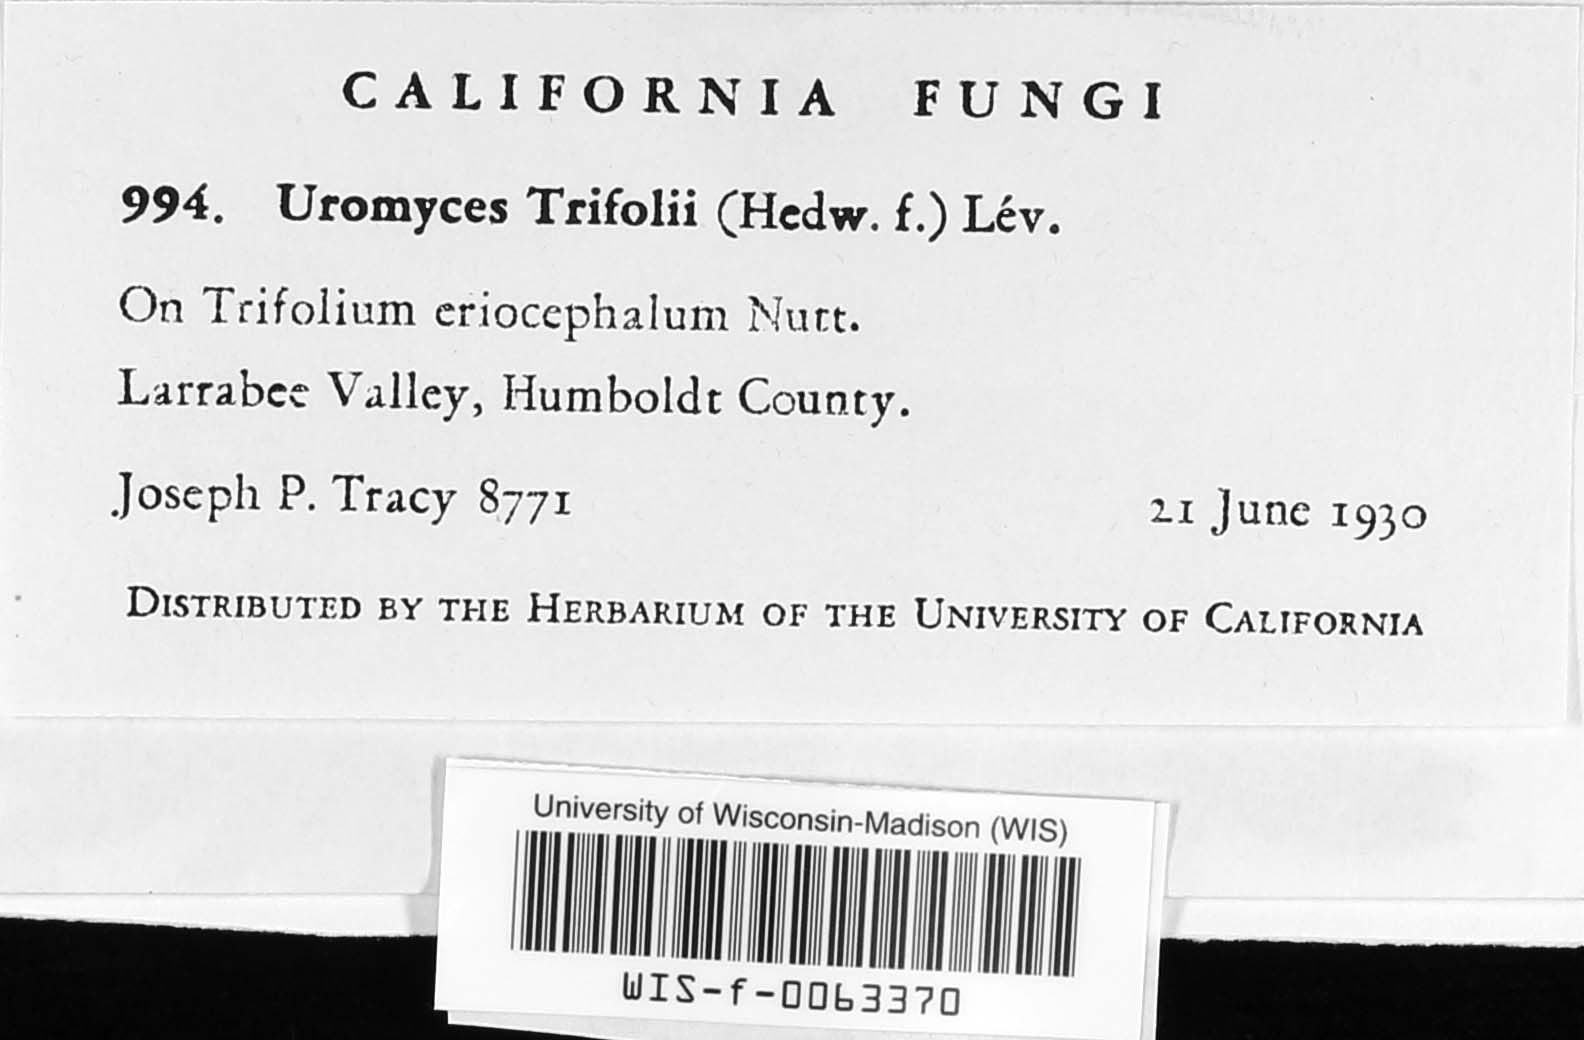 CALIFORNIA FUNGI
994. Uromyces Trifolii (Hedw. f.) Lév.
On Trifolium eriocephalum Nutt.
Larrabee Valley, Humboldt County.
Joseph P. Tracy 8771 21 June 1930
DISTRIBUTED BY THE HERBARIUM OF THE UNIVERSITY OF CALIFORNIA
University of Wisconsin-Madison (WIS)
WIS-f-0063370